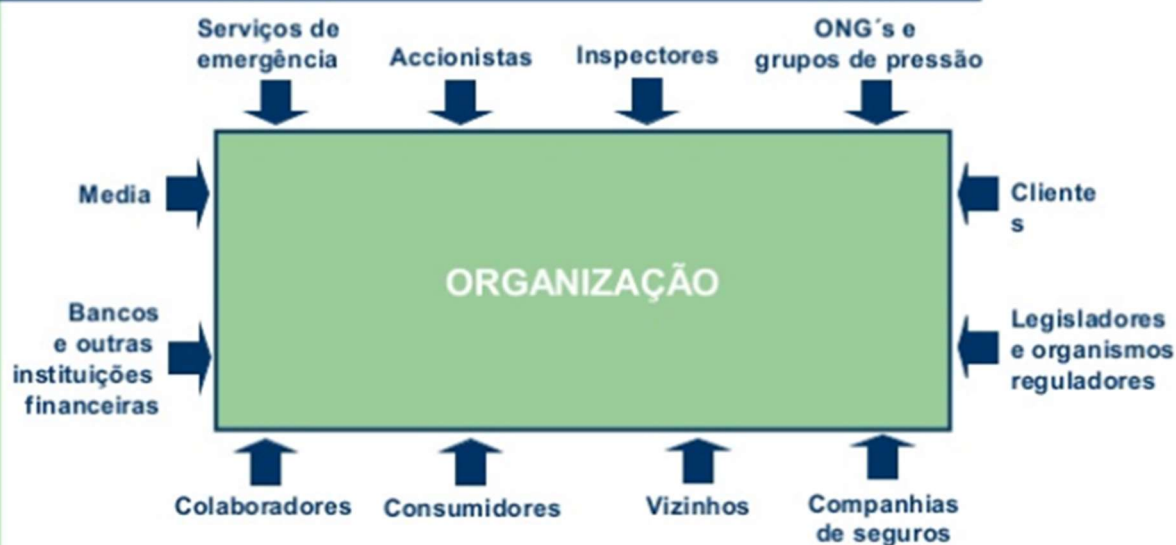 Serviços de
emergência
Accionistas
Inspectores
ONG´s e
grupos de pressão
Media
Cliente
s
ORGANIZAÇÃO
Bancos
e outras
instituições
financeiras
Legisladores
e organismos
reguladores
Colaboradores
Consumidores
Vizinhos
Companhias
de seguros